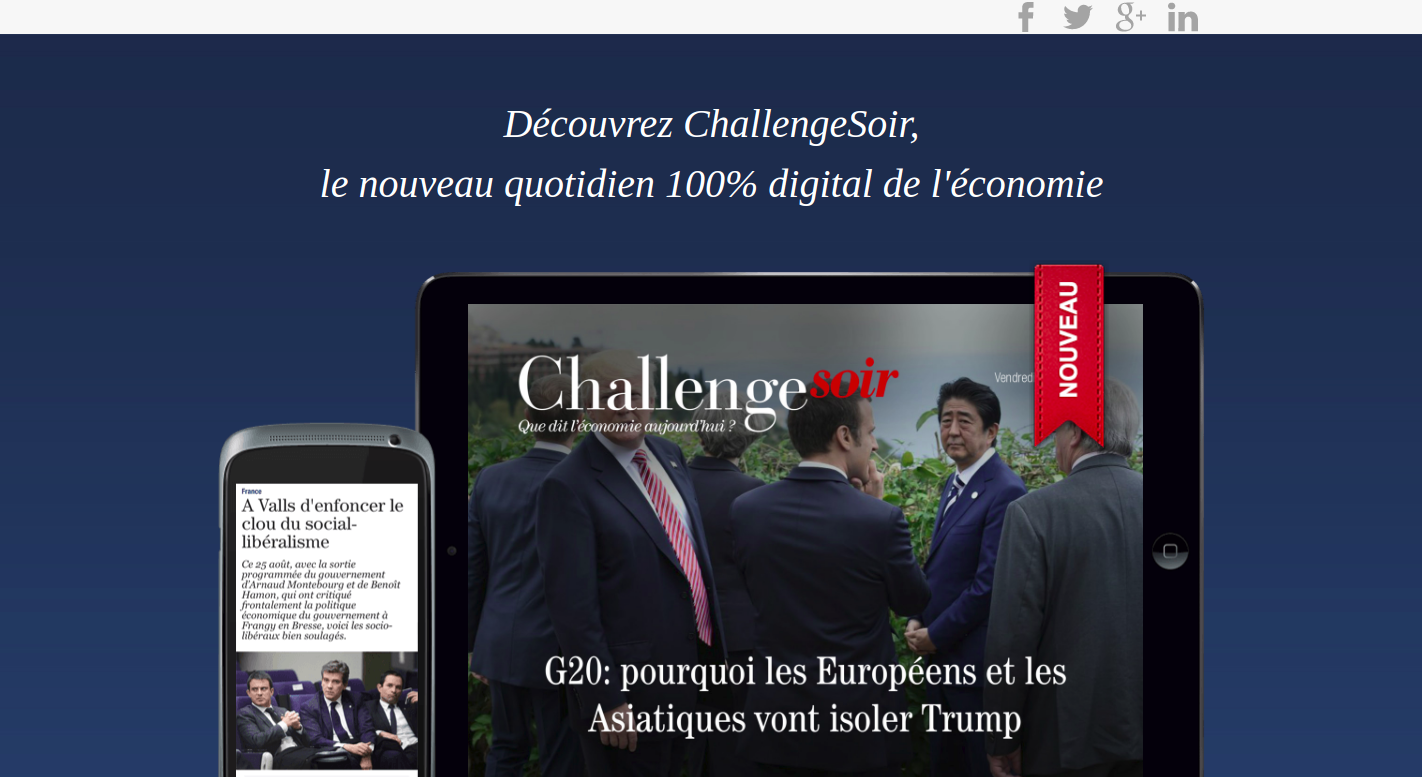 Découvrez ChallengeSoir,
le nouveau quotidien 100% digital de l'économie
NOUVEAU
Challengesoir
Vendredi
Que dit l'économie aujourd'hui ?
G20: pourquoi les Européens et les
Asiatiques vont isoler Trump
France
A Valls d'enfoncer le
clou du social-
libéralisme
Ce 25 août, avec la sortie
programmée du gouvernement
d'Arnaud Montebourg et de Benoît
Hamon, qui ont critiqué
frontalement la politique
économique du gouvernement à
Frangy en Bresse, voici les socio-
libéraux bien soulagés.